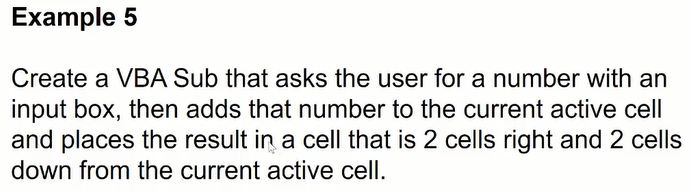 Example 5
Create a VBA Sub that asks the user for a number with an
input box, then adds that number to the current active cell
and places the result in a cell that is 2 cells right and 2 cells
down from the current active cell.